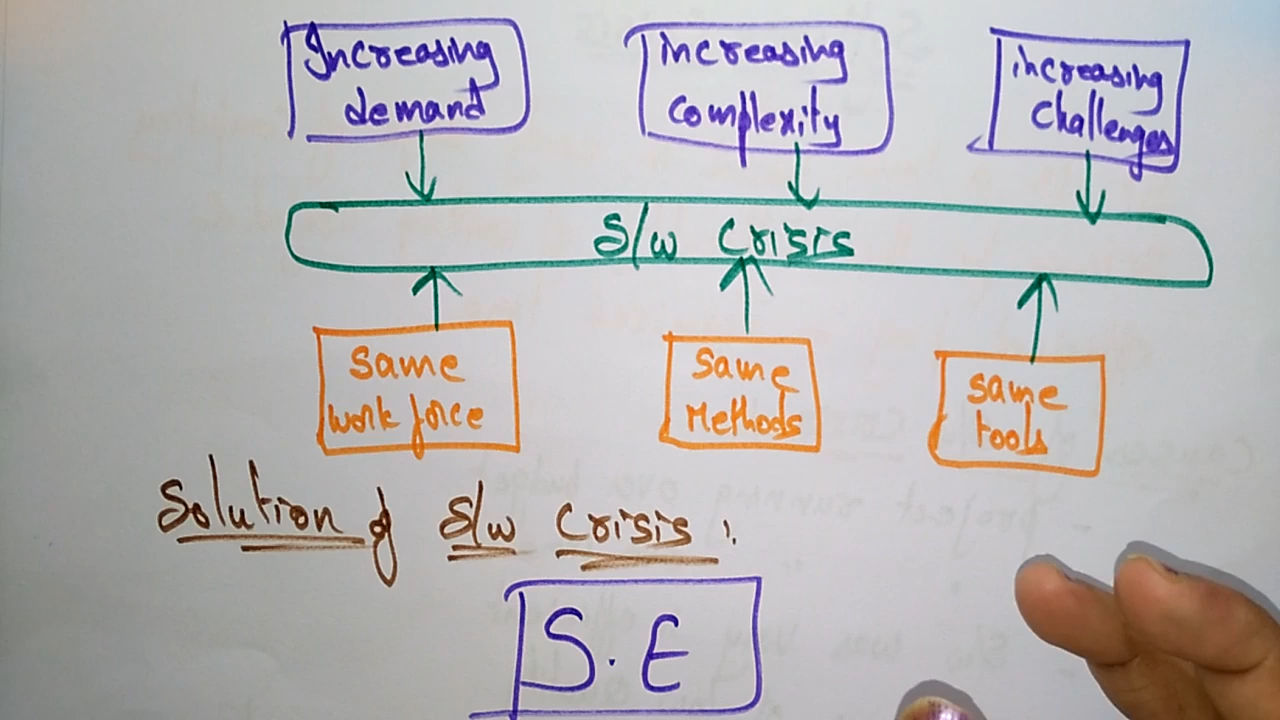 Increasing
demand
increasing
complexity
increasing
challenges
S/w Crisis
Same
work force
Same
Methods
same
tools
Solution of S/w Crisis :
S.E